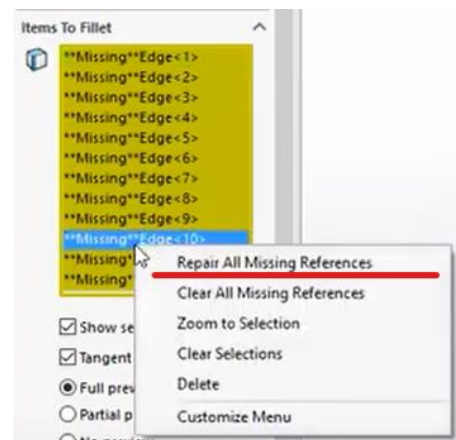 Items To Fillet
**Missing**Edge<1>
**Missing**Edge<2>
**Missing**Edge<3>
**Missing**Edge<4>
**Missing**Edge<5>
**Missing**Edge<6>
**Missing**Edge<7>
**Missing**Edge<8>
**Missing**Edge<9>
**Missing**Edge<10>
**Missing*
**Missing*
Repair All Missing References
Clear All Missing References
Zoom to Selection
Clear Selections
Delete
Customize Menu
Show se
Tangent
Full prev
Partial p